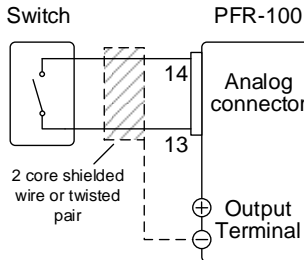 Switch
PFR-100
14
Analog
connector
13
2 core shielded
wire or twisted
pair
Output
Terminal